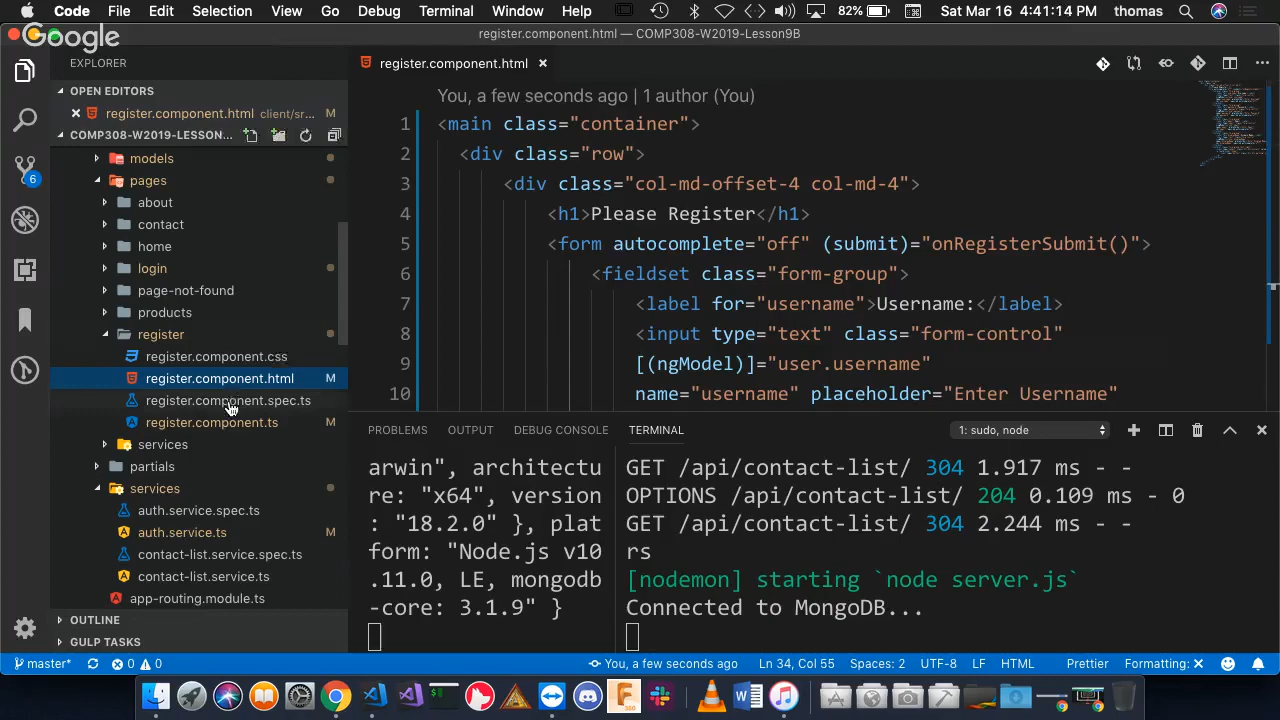 Code File Edit Selection View Go Debug Terminal Window Help 82% Sat Mar 16 4:41:14 PM thomas
Google
register.component.html — COMP308-W2019-Lesson9B
EXPLORER
OPEN EDITORS
register.component.html client/sr... M
COMP308-W2019-LESSON...
models
pages
about
contact
home
login
page-not-found
products
register
register.component.css
register.component.html M
register.component.spec.ts
register.component.ts M
services
partials
services
auth.service.spec.ts
auth.service.ts M
contact-list.service.spec.ts
contact-list.service.ts
app-routing.module.ts
OUTLINE
GULP TASKS
6
register.component.html
You, a few seconds ago | 1 author (You)
1 <main class="container">
2 <div class="row">
3 <div class="col-md-offset-4 col-md-4">
4 <h1>Please Register</h1>
5 <form autocomplete="off" (submit)="onRegisterSubmit()">
6 <fieldset class="form-group">
7 <label for="username">Username:</label>
8 <input type="text" class="form-control"
9 [(ngModel)]="user.username"
10 name="username" placeholder="Enter Username"
PROBLEMS OUTPUT DEBUG CONSOLE TERMINAL 1: sudo, node
arwin", architectu
re: "x64", version
: "18.2.0" }, plat
form: "Node.js v10
.11.0, LE, mongodb
-core: 3.1.9" }
GET /api/contact-list/ 304 1.917 ms - -
OPTIONS /api/contact-list/ 204 0.109 ms - 0
GET /api/contact-list/ 304 2.244 ms - -
rs
[nodemon] starting `node server.js`
Connected to MongoDB...
master* 0 0 You, a few seconds ago Ln 34, Col 55 Spaces: 2 UTF-8 LF HTML Prettier Formatting: ✕